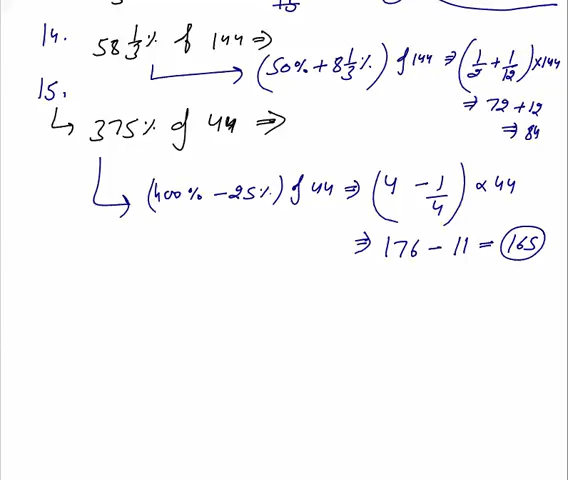 14. 58 1/3 % of 144 ⇒
(50% + 8 1/3 %) of 144 ⇒ (1/2 + 1/12) × 144
⇒ 72 + 12
⇒ 84
15.
375% of 44 ⇒
(400% - 25%) of 44 ⇒ (4 - 1/4) × 44
⇒ 176 - 11 = 165